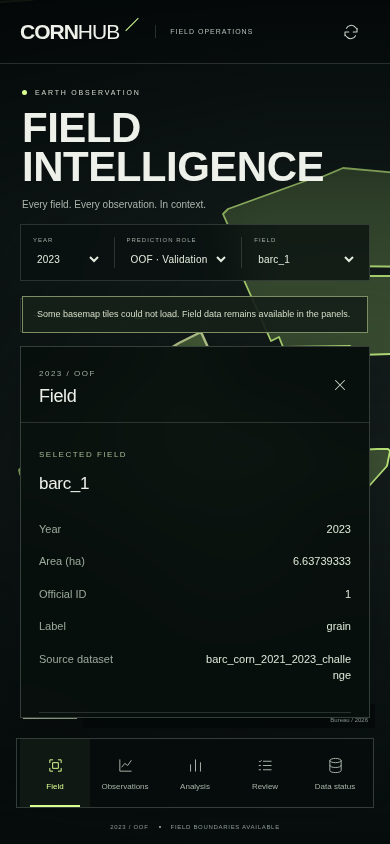 CORNHUB
FIELD OPERATIONS
EARTH OBSERVATION
FIELD
INTELLIGENCE
Every field. Every observation. In context.
YEAR
PREDICTION ROLE
FIELD
2023
OOF · Validation
barc_1
Some basemap tiles could not load. Field data remains available in the panels.
2023 / OOF
Field
SELECTED FIELD
barc_1
Year 2023
Area (ha) 6.63739333
Official ID 1
Label grain
Source dataset barc_corn_2021_2023_challe
nge
Bureau / 2026
Field
Observations
Analysis
Review
Data status
2023 / OOF • FIELD BOUNDARIES AVAILABLE